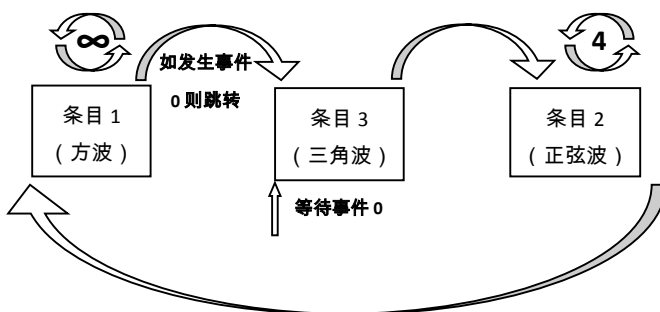 ∞
如发生事件
0 则跳转
4
条目 1
（方波）
条目 3
（三角波）
条目 2
（正弦波）
等待事件 0